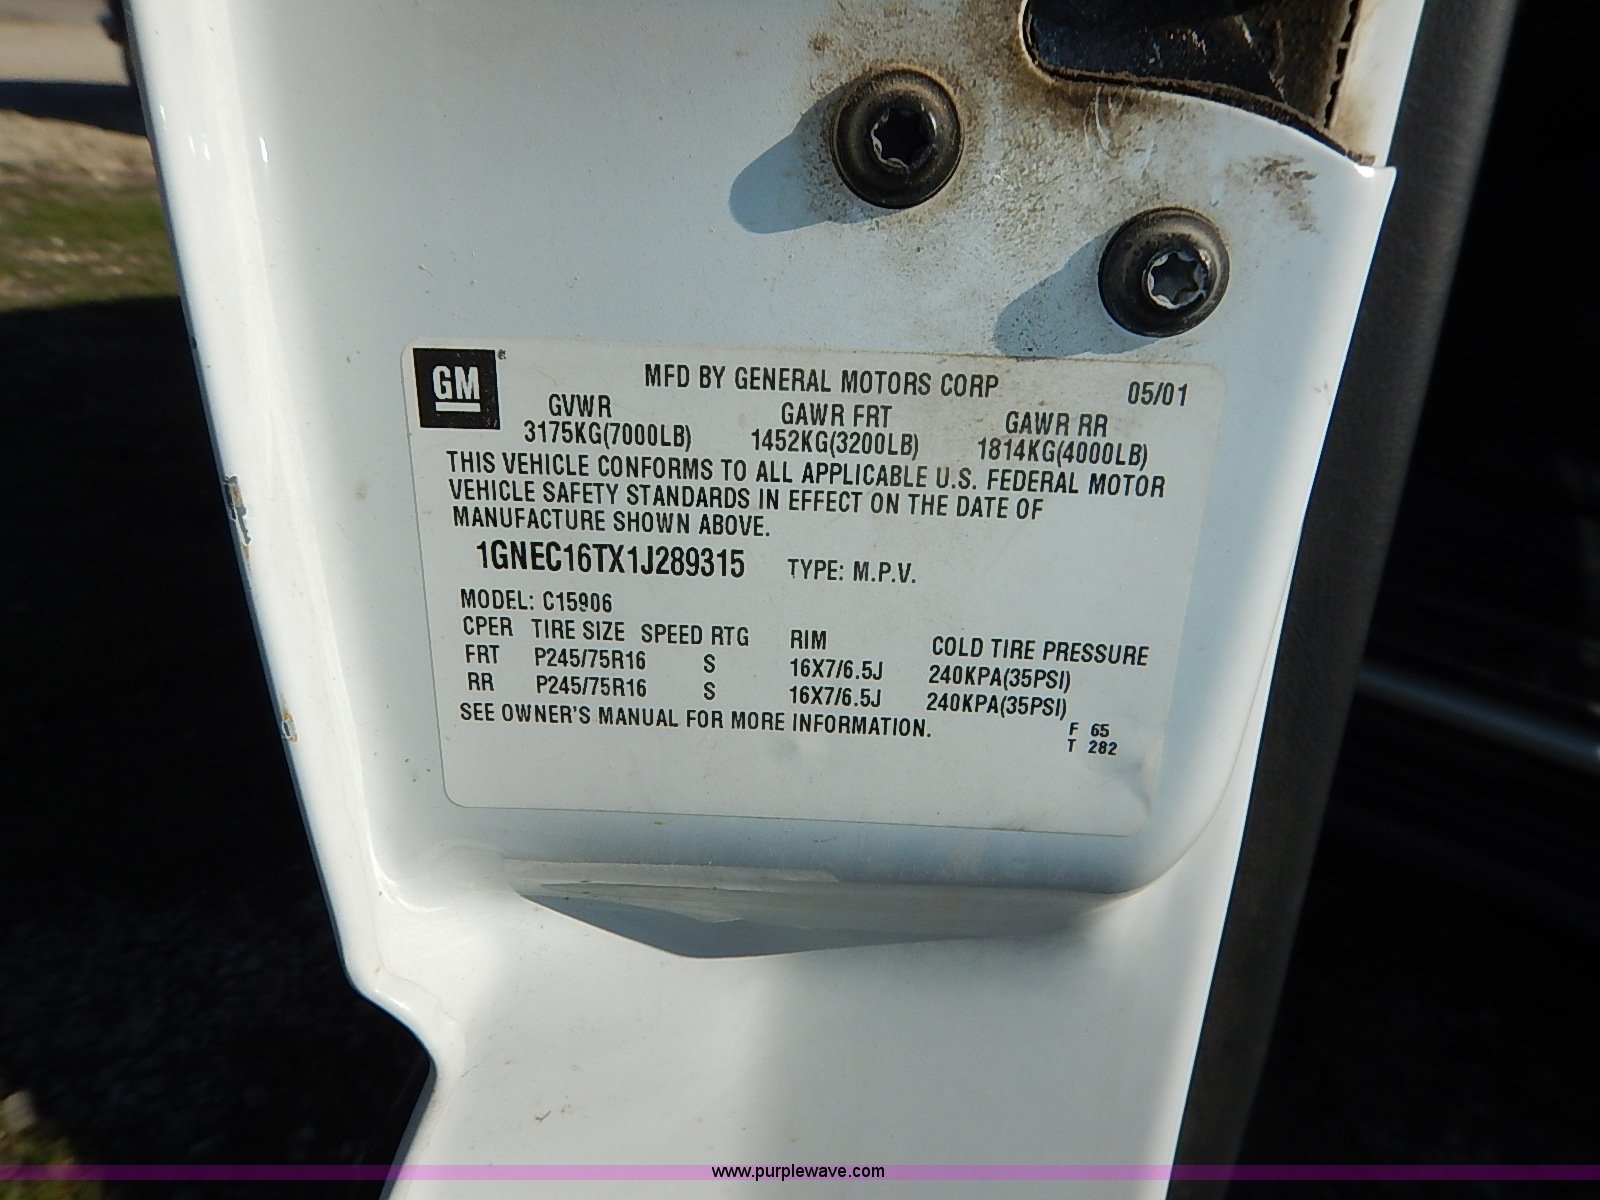 GM
MFD BY GENERAL MOTORS CORP 05/01
GVWR GAWR FRT GAWR RR
3175KG(7000LB) 1452KG(3200LB) 1814KG(4000LB)
THIS VEHICLE CONFORMS TO ALL APPLICABLE U.S. FEDERAL MOTOR
VEHICLE SAFETY STANDARDS IN EFFECT ON THE DATE OF
MANUFACTURE SHOWN ABOVE.
1GNEC16TX1J289315 TYPE: M.P.V.
MODEL: C15906
CPER TIRE SIZE SPEED RTG RIM COLD TIRE PRESSURE
FRT P245/75R16 S 16X7/6.5J 240KPA(35PSI)
RR P245/75R16 S 16X7/6.5J 240KPA(35PSI)
SEE OWNER'S MANUAL FOR MORE INFORMATION.
F 65
T 282
www.purplewave.com